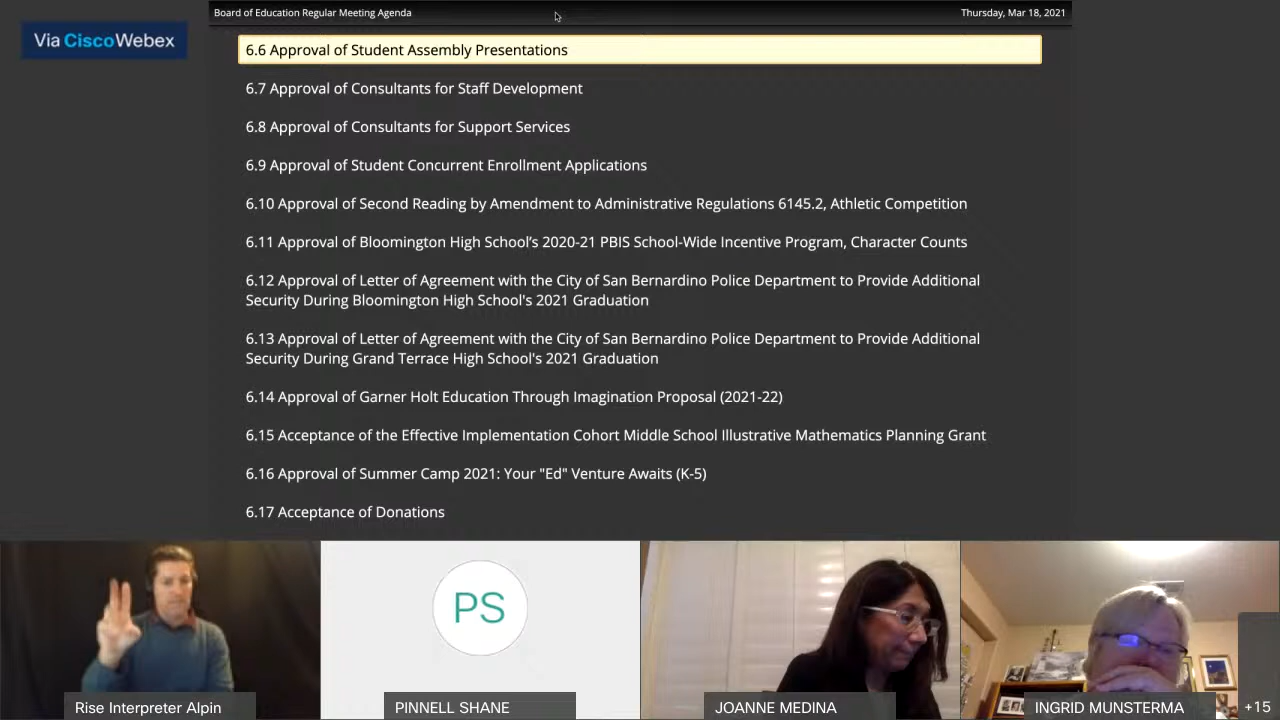 Board of Education Regular Meeting Agenda
Thursday, Mar 18, 2021
Via Cisco Webex
6.6 Approval of Student Assembly Presentations
6.7 Approval of Consultants for Staff Development
6.8 Approval of Consultants for Support Services
6.9 Approval of Student Concurrent Enrollment Applications
6.10 Approval of Second Reading by Amendment to Administrative Regulations 6145.2, Athletic Competition
6.11 Approval of Bloomington High School's 2020-21 PBIS School-Wide Incentive Program, Character Counts
6.12 Approval of Letter of Agreement with the City of San Bernardino Police Department to Provide Additional
Security During Bloomington High School's 2021 Graduation
6.13 Approval of Letter of Agreement with the City of San Bernardino Police Department to Provide Additional
Security During Grand Terrace High School's 2021 Graduation
6.14 Approval of Garner Holt Education Through Imagination Proposal (2021-22)
6.15 Acceptance of the Effective Implementation Cohort Middle School Illustrative Mathematics Planning Grant
6.16 Approval of Summer Camp 2021: Your "Ed" Venture Awaits (K-5)
6.17 Acceptance of Donations
PS
Rise Interpreter Alpin
PINNELL SHANE
JOANNE MEDINA
INGRID MUNSTERMA
+15